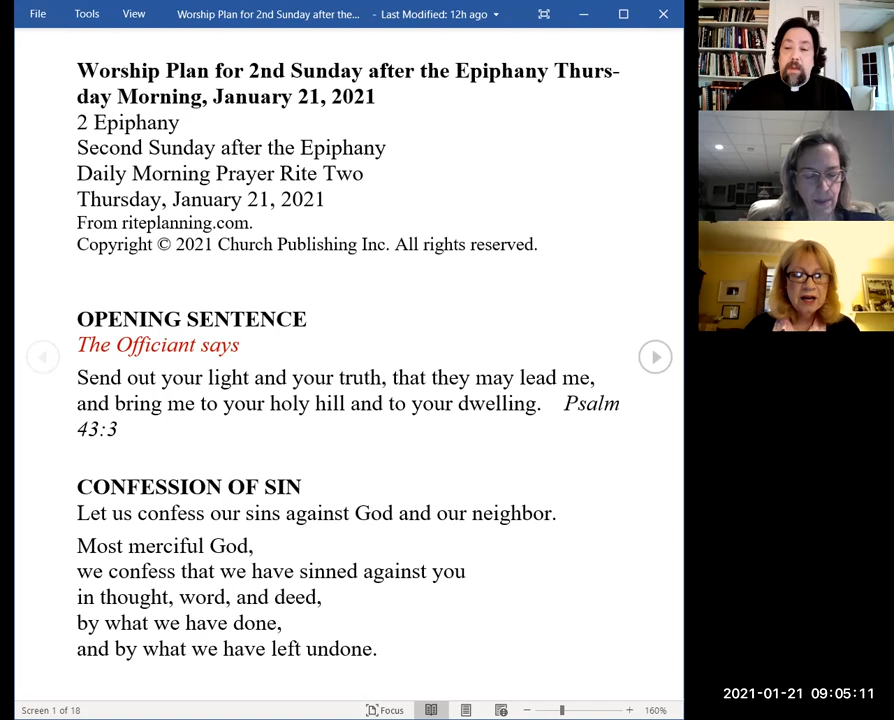 File Tools View Worship Plan for 2nd Sunday after the... - Last Modified: 12h ago
Worship Plan for 2nd Sunday after the Epiphany Thurs-
day Morning, January 21, 2021
2 Epiphany
Second Sunday after the Epiphany
Daily Morning Prayer Rite Two
Thursday, January 21, 2021
From riteplanning.com.
Copyright © 2021 Church Publishing Inc. All rights reserved.
OPENING SENTENCE
The Officiant says
Send out your light and your truth, that they may lead me,
and bring me to your holy hill and to your dwelling. Psalm
43:3
CONFESSION OF SIN
Let us confess our sins against God and our neighbor.
Most merciful God,
we confess that we have sinned against you
in thought, word, and deed,
by what we have done,
and by what we have left undone.
Screen 1 of 18 Focus 160%
2021-01-21 09:05:11